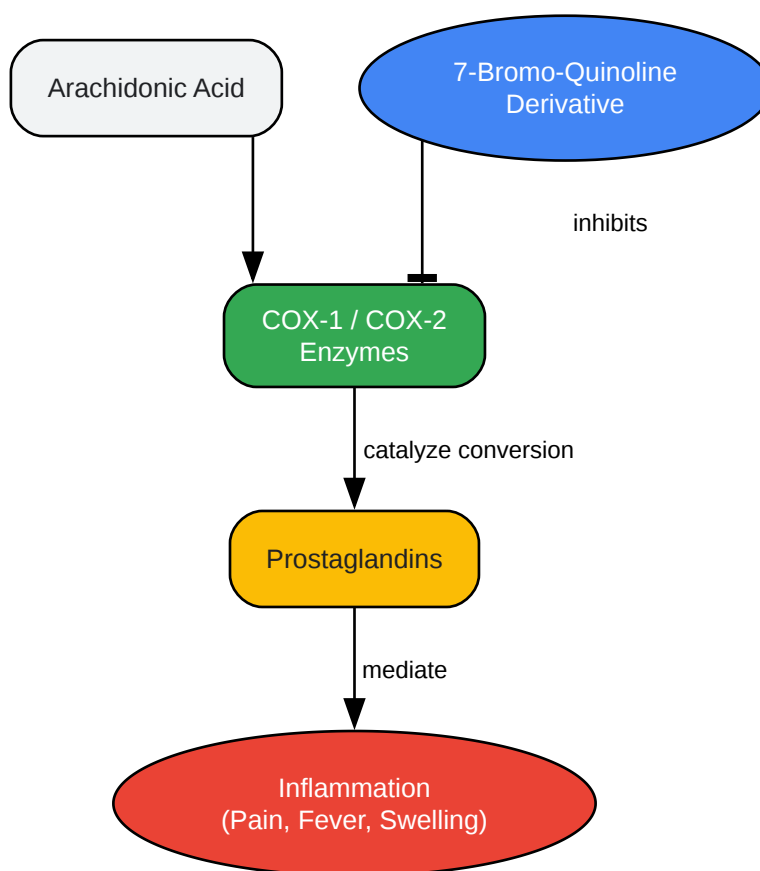 Arachidonic Acid
7-Bromo-Quinoline
Derivative
inhibits
COX-1 / COX-2
Enzymes
catalyze conversion
Prostaglandins
mediate
Inflammation
(Pain, Fever, Swelling)